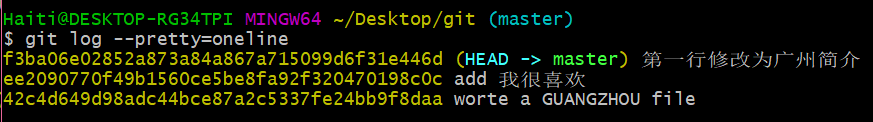 Haiti@DESKTOP-RG34TPI MINGW64 ~/Desktop/git (master)
$ git log --pretty=oneline
f3ba06e02852a873a84a867a715099d6f31e446d (HEAD -> master) 第一行修改为广州简介
ee2090770f49b1560ce5be8fa92f320470198c0c add 我很喜欢
42c4d649d98adc44bce87a2c5337fe24bb9f8daa worte a GUANGZHOU file